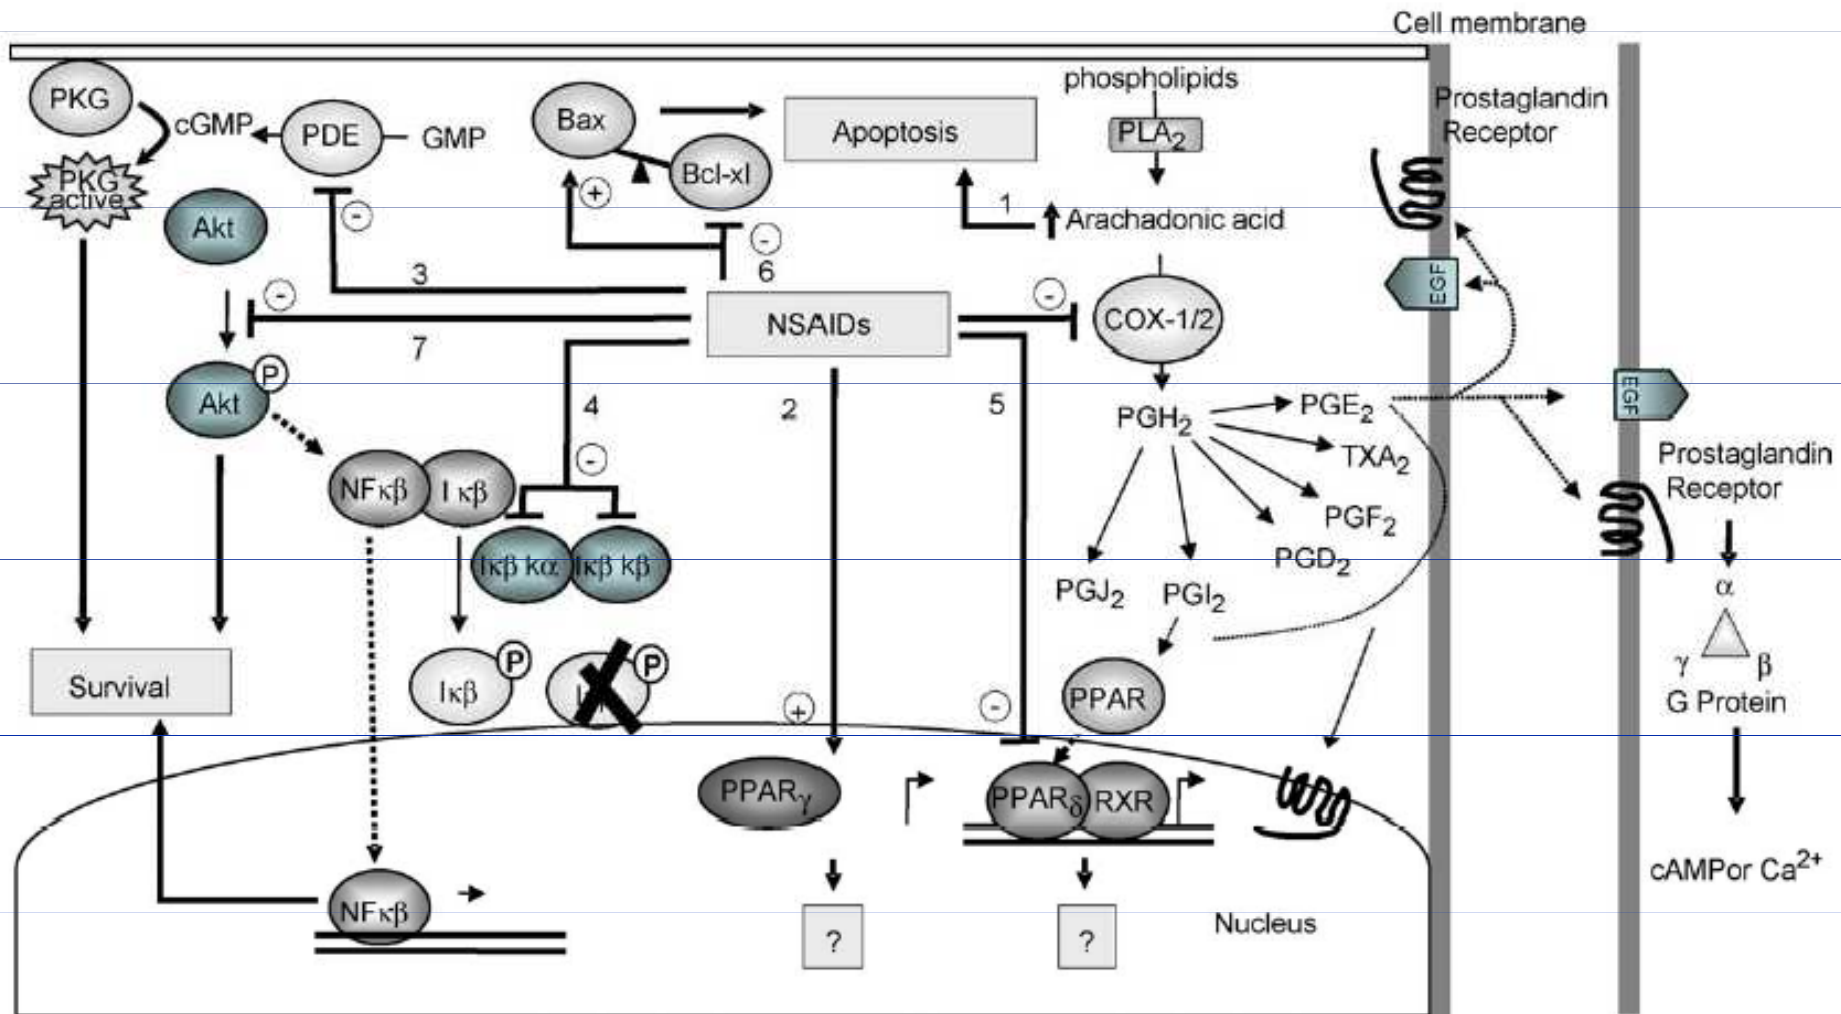 Cell membrane
PKG
cGMP
PDE
GMP
PKG
active
Akt
Bax
Bcl-xl
Apoptosis
phospholipids
PLA2
Prostaglandin
Receptor
+
-
-
1
Arachadonic acid
3
6
-
-
NSAIDs
COX-1/2
EGF
7
Akt
P
4
2
5
PGH2
PGE2
TXA2
PGF2
PGD2
PGJ2
PGI2
EGF
Prostaglandin
Receptor
-
NFκβ
Iκβ
Iκβ kα
Iκβ kβ
Iκβ
P
P
α
γ
β
G Protein
cAMPor Ca2+
Survival
+
-
PPAR
PPARγ
PPARδ
RXR
NFκβ
?
?
Nucleus